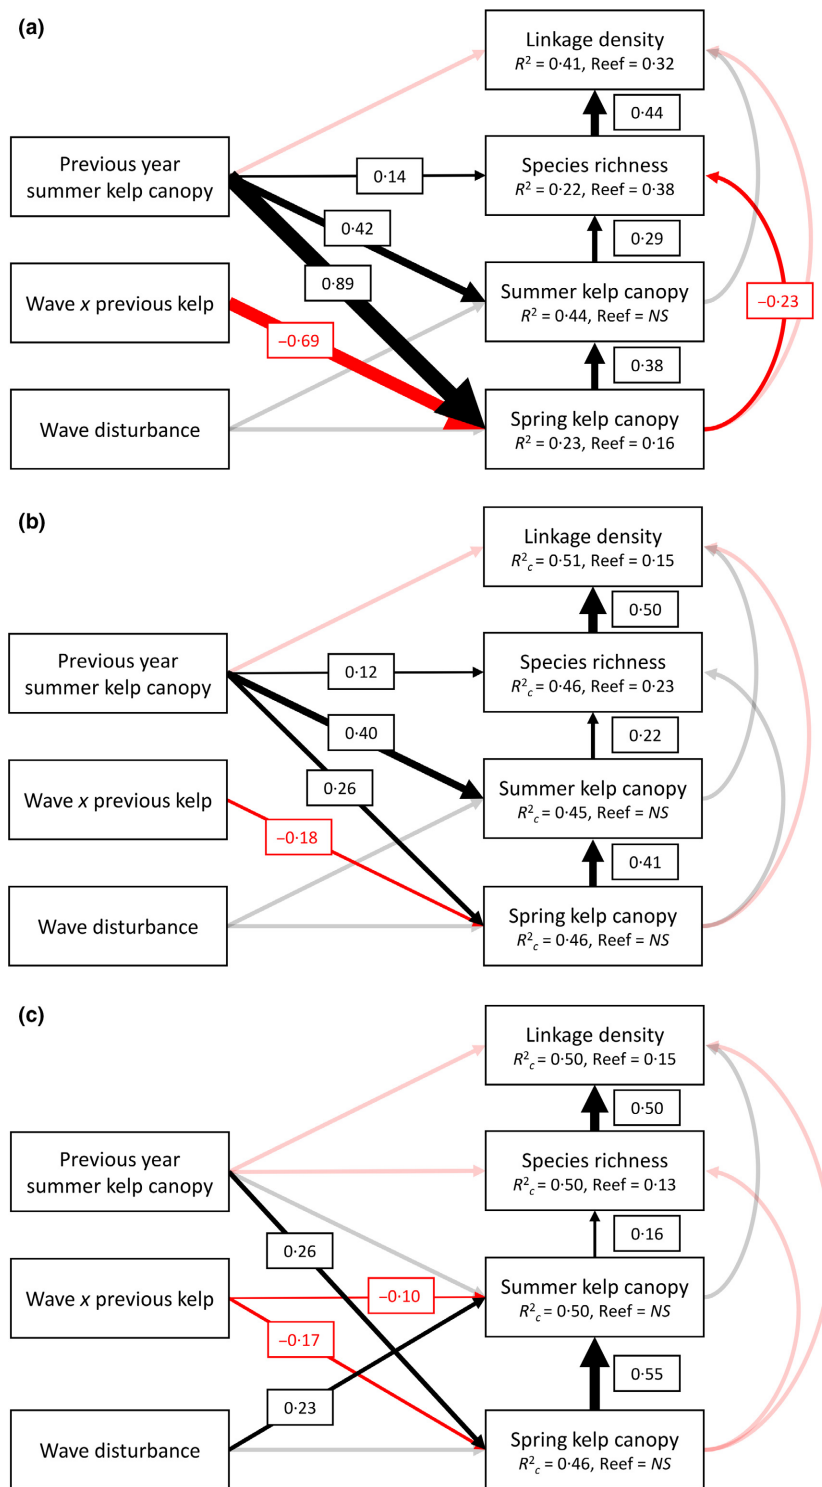 (a)
Linkage density
R² = 0·41, Reef = 0·32
0·44
Previous year
summer kelp canopy
0·14
Species richness
R² = 0·22, Reef = 0·38
0·42
0·29
Wave x previous kelp
0·89
Summer kelp canopy
R² = 0·44, Reef = NS
−0·23
−0·69
0·38
Wave disturbance
Spring kelp canopy
R² = 0·23, Reef = 0·16
(b)
Linkage density
R²c = 0·51, Reef = 0·15
0·50
Previous year
summer kelp canopy
0·12
Species richness
R²c = 0·46, Reef = 0·23
0·40
0·22
0·26
Wave x previous kelp
Summer kelp canopy
R²c = 0·45, Reef = NS
−0·18
0·41
Wave disturbance
Spring kelp canopy
R²c = 0·46, Reef = NS
(c)
Linkage density
R²c = 0·50, Reef = 0·15
0·50
Previous year
summer kelp canopy
Species richness
R²c = 0·50, Reef = 0·13
0·26
0·16
Wave x previous kelp
−0·10
Summer kelp canopy
R²c = 0·50, Reef = NS
−0·17
0·55
0·23
Wave disturbance
Spring kelp canopy
R²c = 0·46, Reef = NS